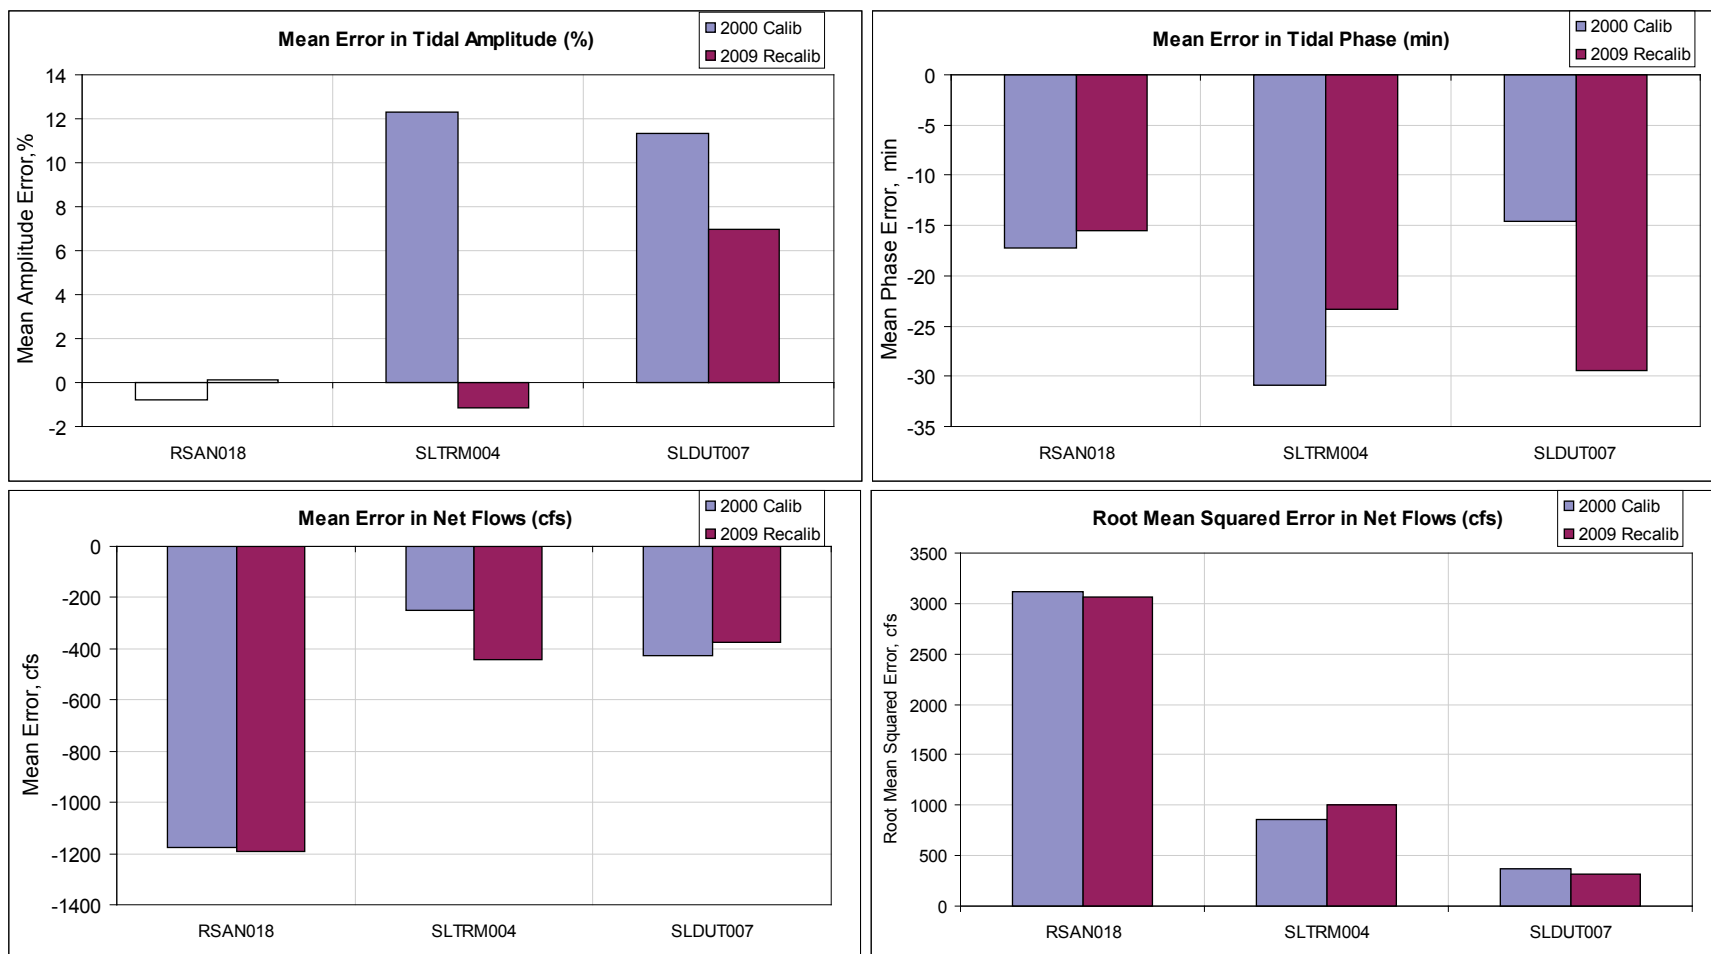 Mean Error in Tidal Amplitude (%)
2000 Calib
2009 Recalib
Mean Amplitude Error,%
14
12
10
8
6
4
2
0
-2
RSAN018
SLTRM004
SLDUT007
Mean Error in Tidal Phase (min)
2000 Calib
2009 Recalib
Mean Phase Error, min
0
-5
-10
-15
-20
-25
-30
-35
RSAN018
SLTRM004
SLDUT007
Mean Error in Net Flows (cfs)
2000 Calib
2009 Recalib
Mean Error, cfs
0
-200
-400
-600
-800
-1000
-1200
-1400
RSAN018
SLTRM004
SLDUT007
Root Mean Squared Error in Net Flows (cfs)
2000 Calib
2009 Recalib
Root Mean Squared Error, cfs
3500
3000
2500
2000
1500
1000
500
0
RSAN018
SLTRM004
SLDUT007